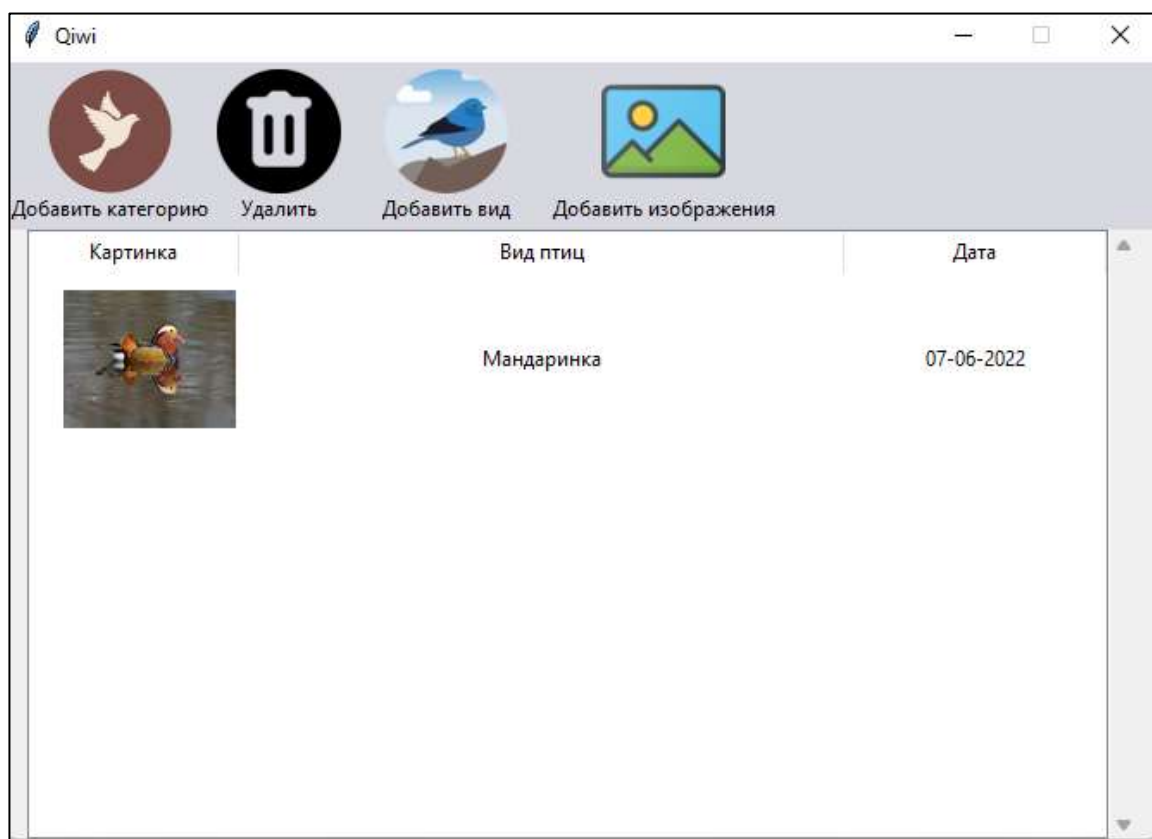 Qiwi
Добавить категорию Удалить Добавить вид Добавить изображения
Картинка Вид птиц Дата
Мандаринка 07-06-2022